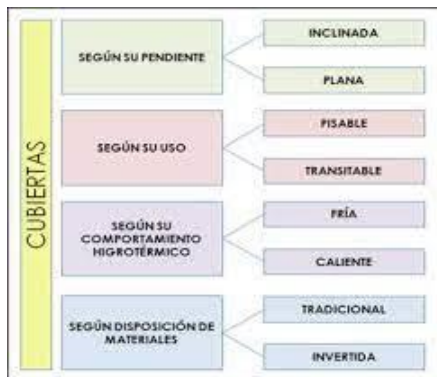 CUBIERTAS
SEGÚN SU PENDIENTE
INCLINADA
PLANA
SEGÚN SU USO
PISABLE
TRANSITABLE
SEGÚN SU
COMPORTAMIENTO
HIGROTÉRMICO
FRÍA
CALIENTE
SEGÚN DISPOSICIÓN DE
MATERIALES
TRADICIONAL
INVERTIDA